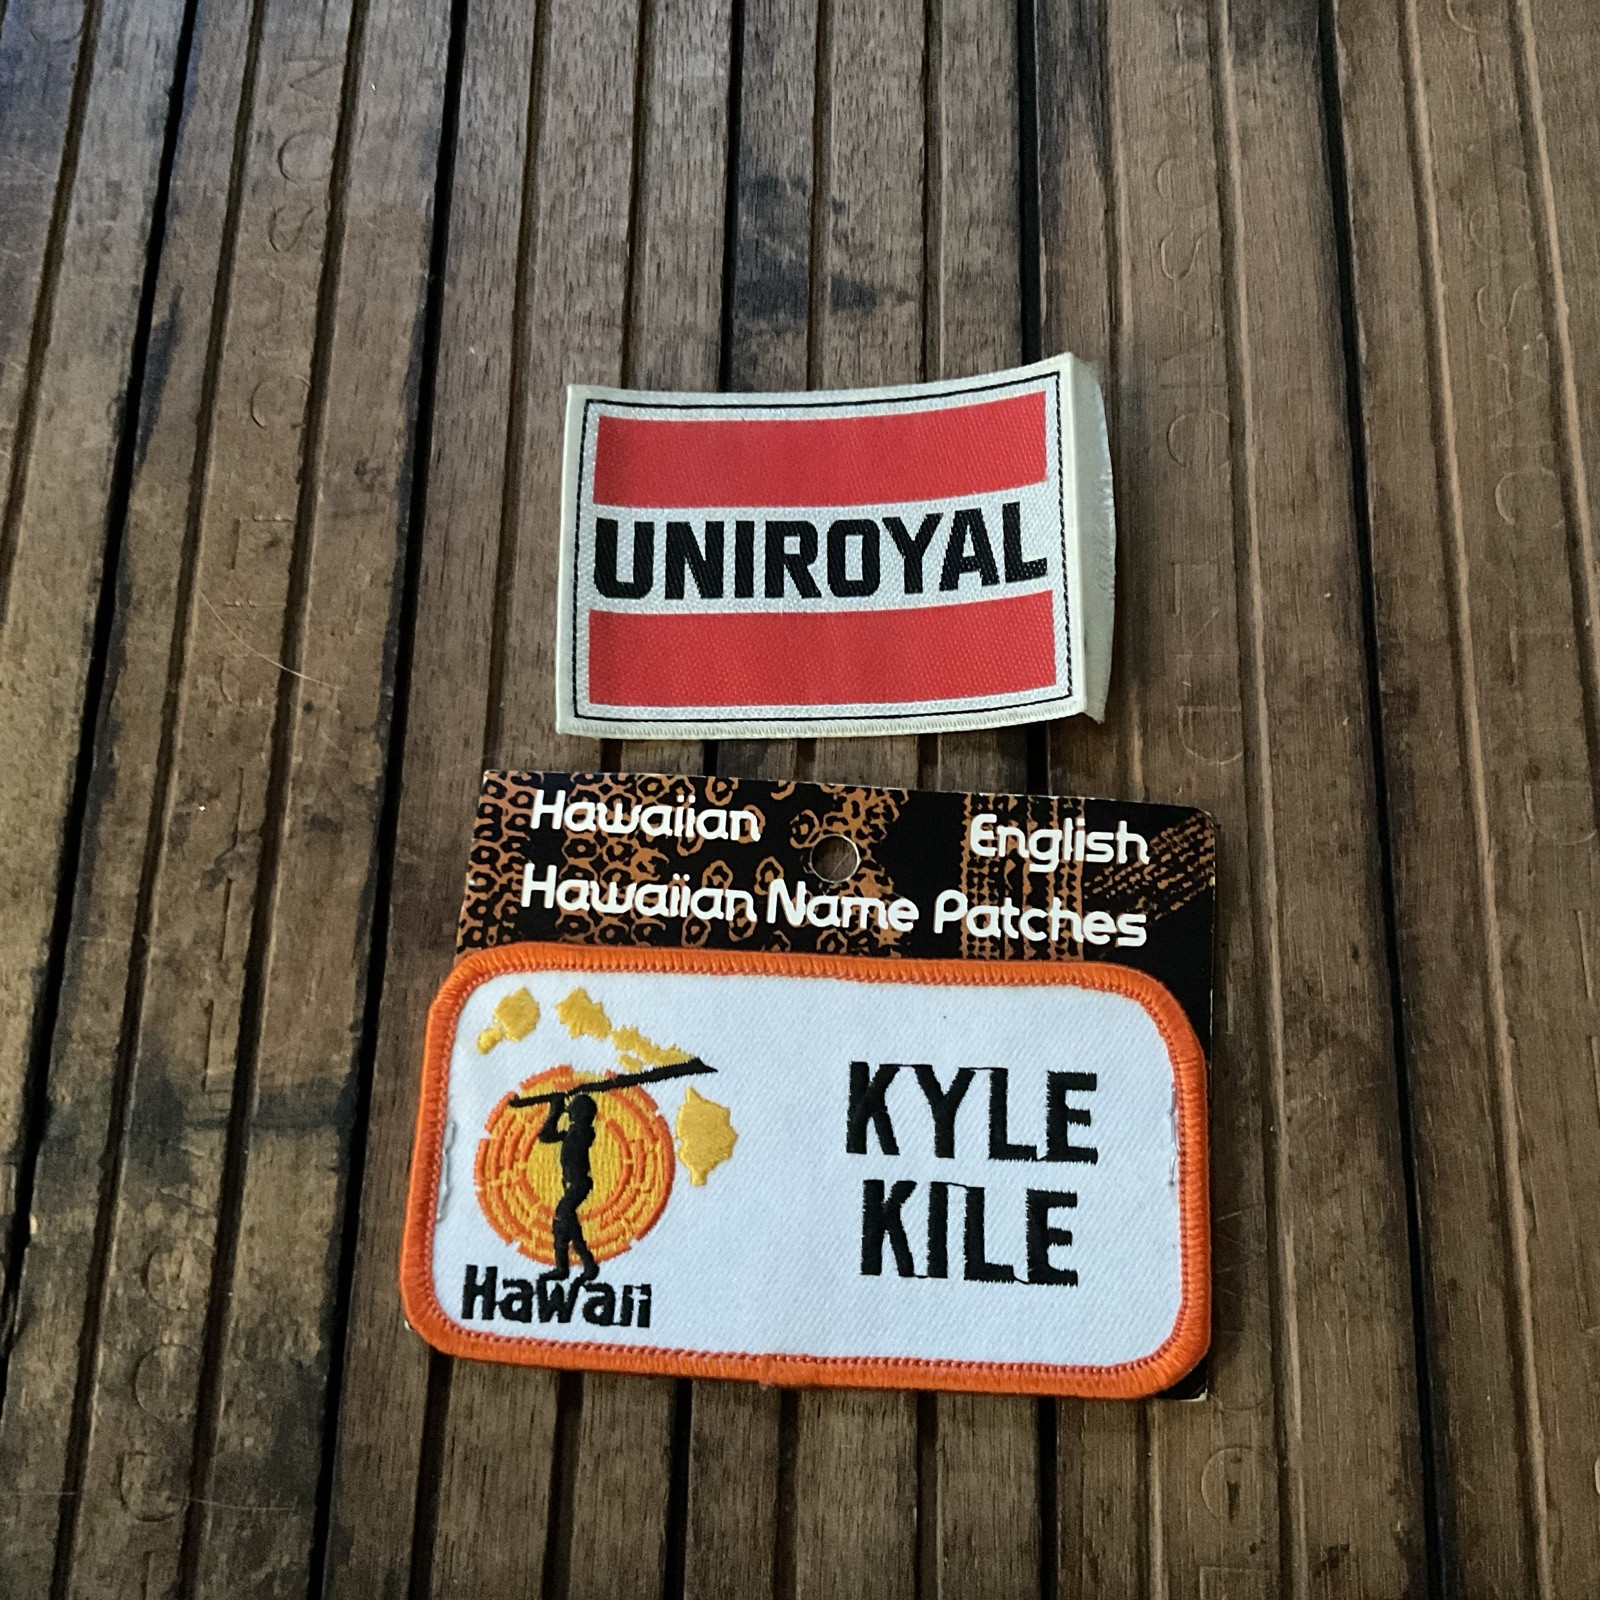 UNIROYAL
Hawaiian English
Hawaiian Name Patches
KYLE
KILE
Hawaii